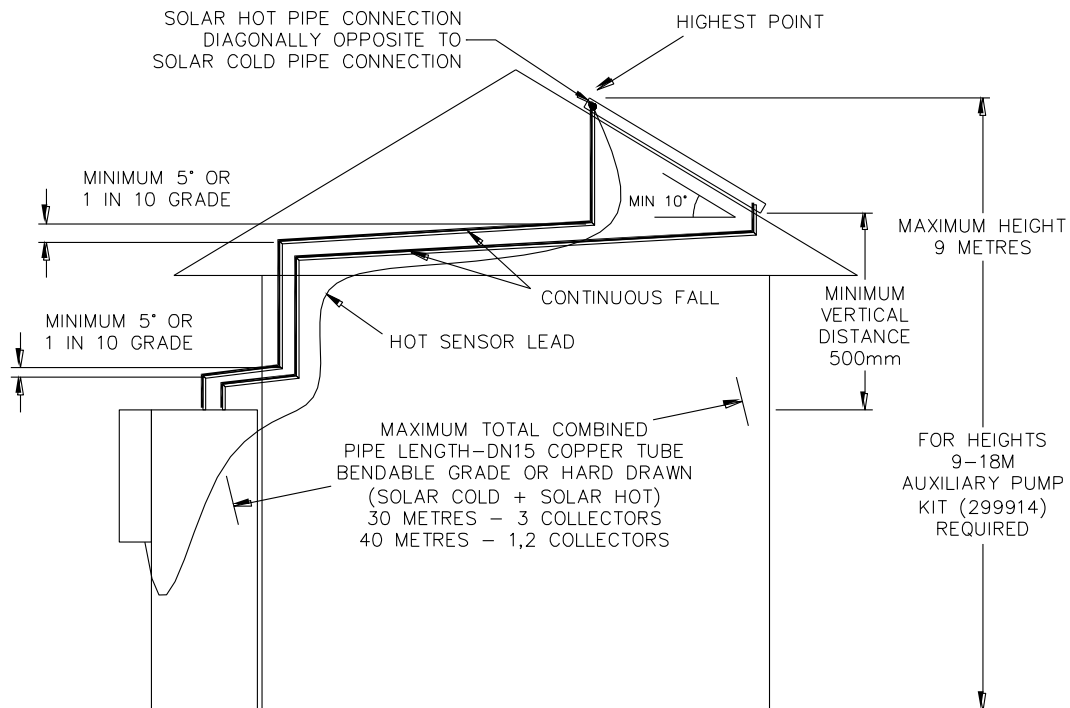 SOLAR HOT PIPE CONNECTION
DIAGONALLY OPPOSITE TO
SOLAR COLD PIPE CONNECTION
HIGHEST POINT
MINIMUM 5° OR
1 IN 10 GRADE
MIN 10°
MAXIMUM HEIGHT
9 METRES
CONTINUOUS FALL
MINIMUM
VERTICAL
DISTANCE
500mm
MINIMUM 5° OR
1 IN 10 GRADE
HOT SENSOR LEAD
MAXIMUM TOTAL COMBINED
PIPE LENGTH–DN15 COPPER TUBE
BENDABLE GRADE OR HARD DRAWN
(SOLAR COLD + SOLAR HOT)
30 METRES – 3 COLLECTORS
40 METRES – 1,2 COLLECTORS
FOR HEIGHTS
9–18M
AUXILIARY PUMP
KIT (299914)
REQUIRED